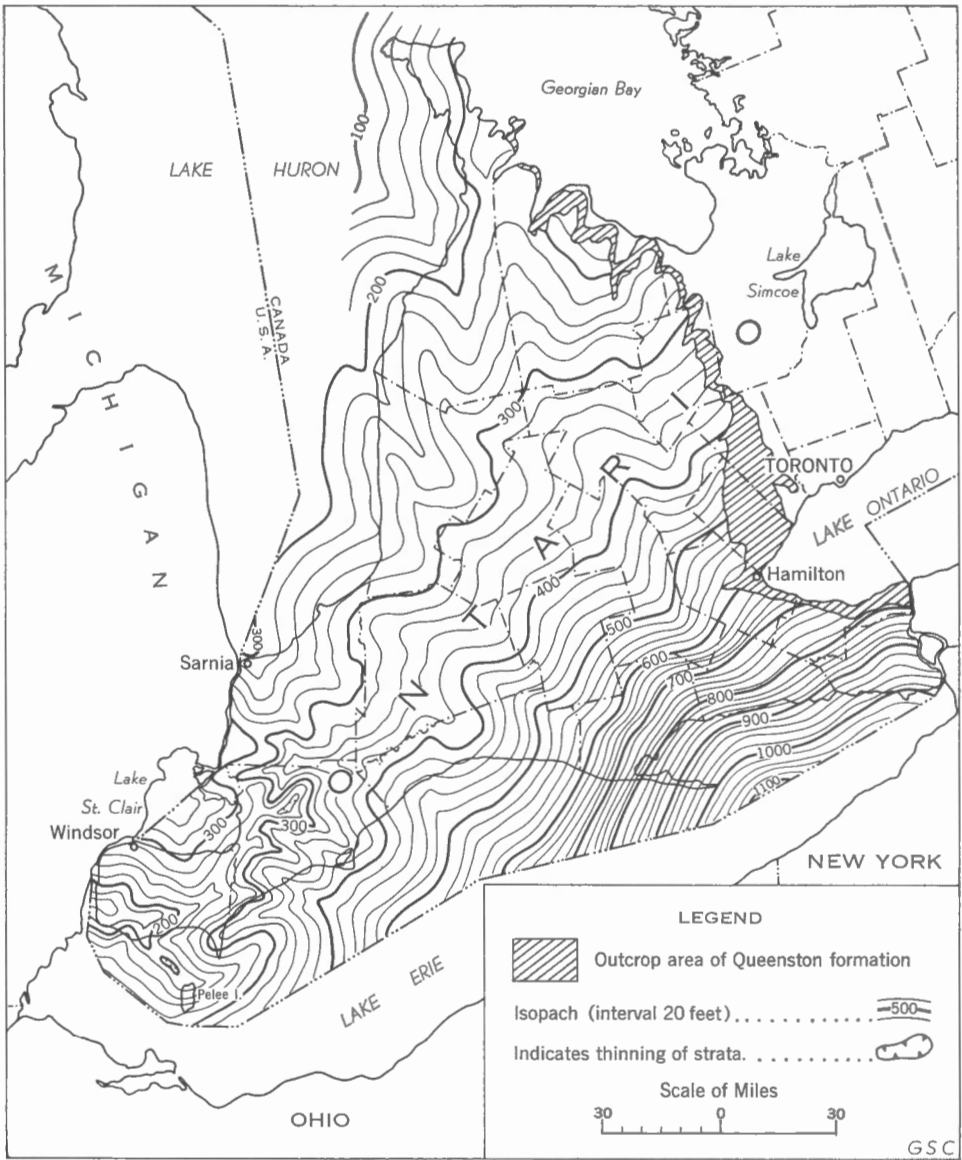 Georgian Bay
100
LAKE HURON
MICHIGAN
CANADA
U.S.A.
200
Lake
Simcoe
300
ONTARIO
TORONTO
LAKE ONTARIO
Hamilton
400
500
600
700
800
900
1000
1100
300
Sarnia
Lake
St. Clair
Windsor
300
300
200
Pelee I.
LAKE ERIE
NEW YORK
OHIO
LEGEND
Outcrop area of Queenston formation
Isopach (interval 20 feet)..............500
Indicates thinning of strata. ...........
Scale of Miles
30 0 30
GSC